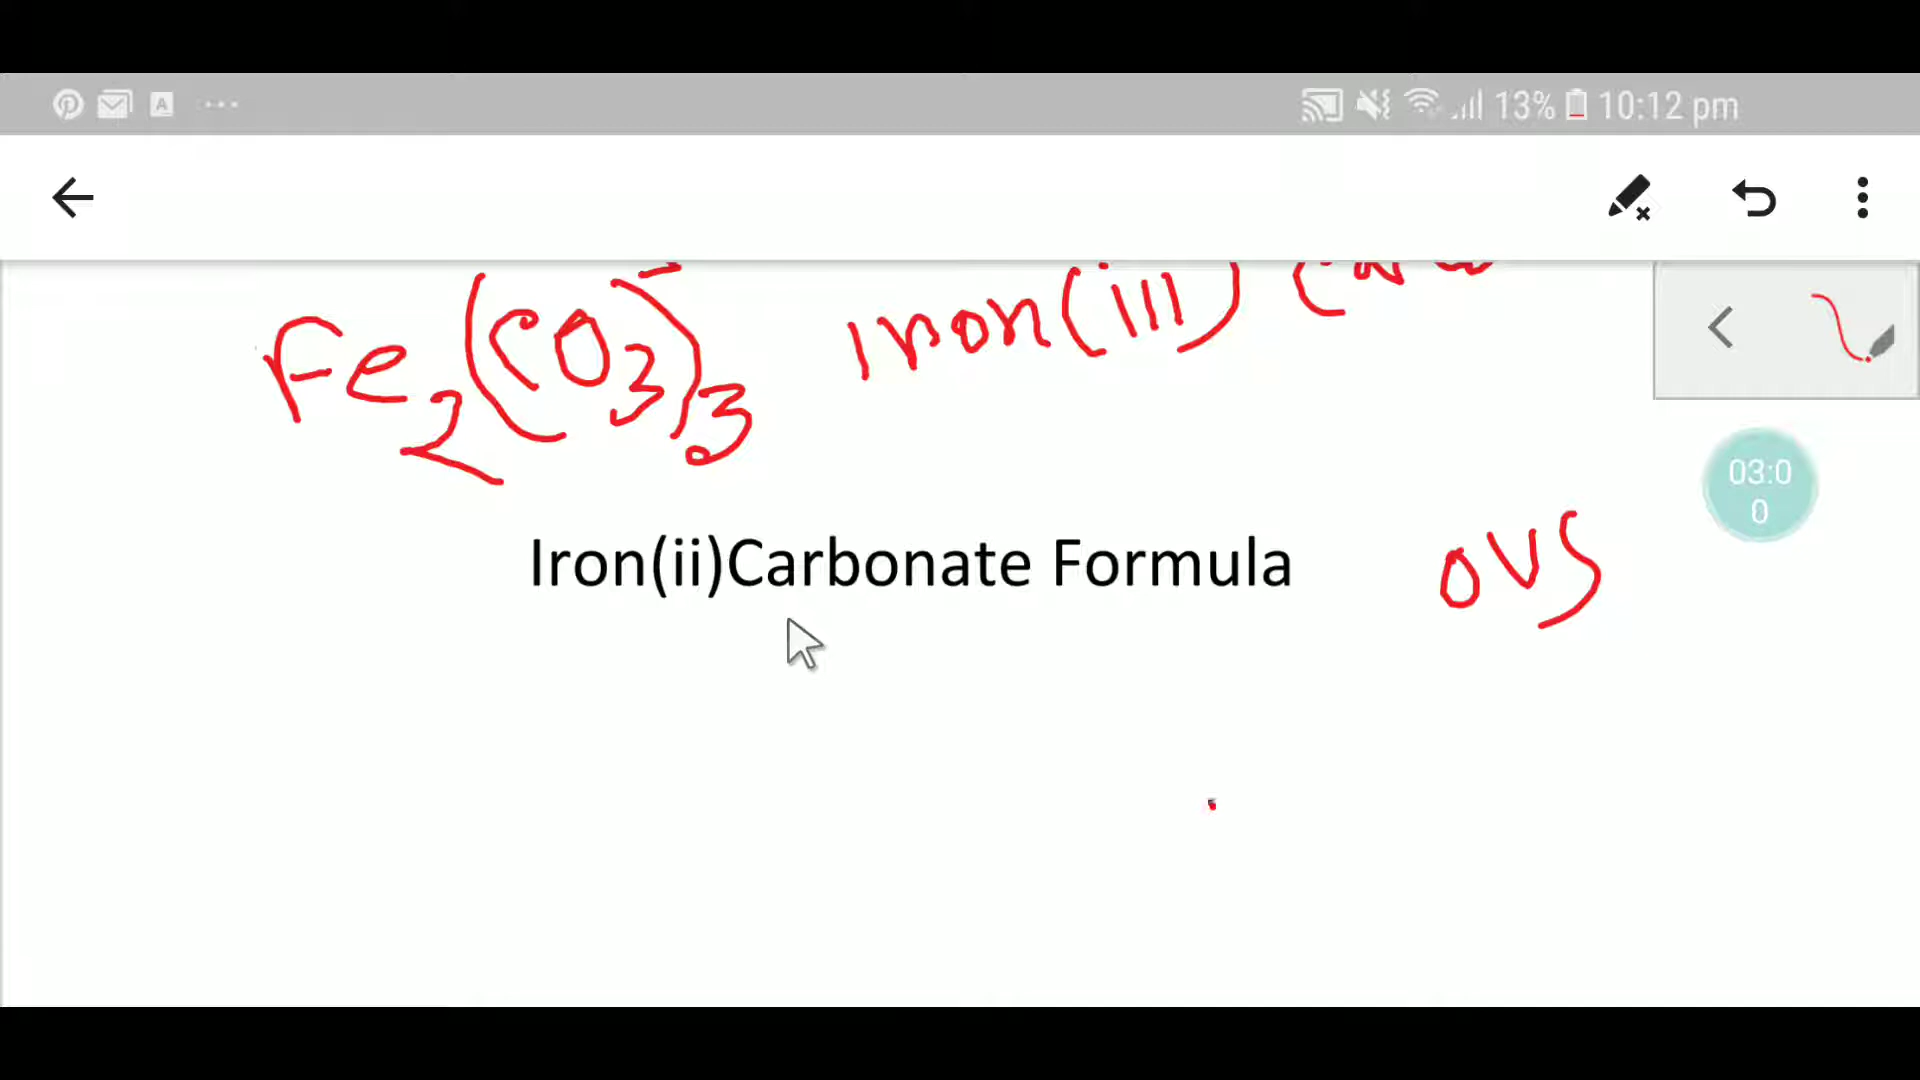 A ... 13% 10:12 pm
Fe2(CO3)3 Iron(iii)
03:0
0
Iron(ii)Carbonate Formula OVS